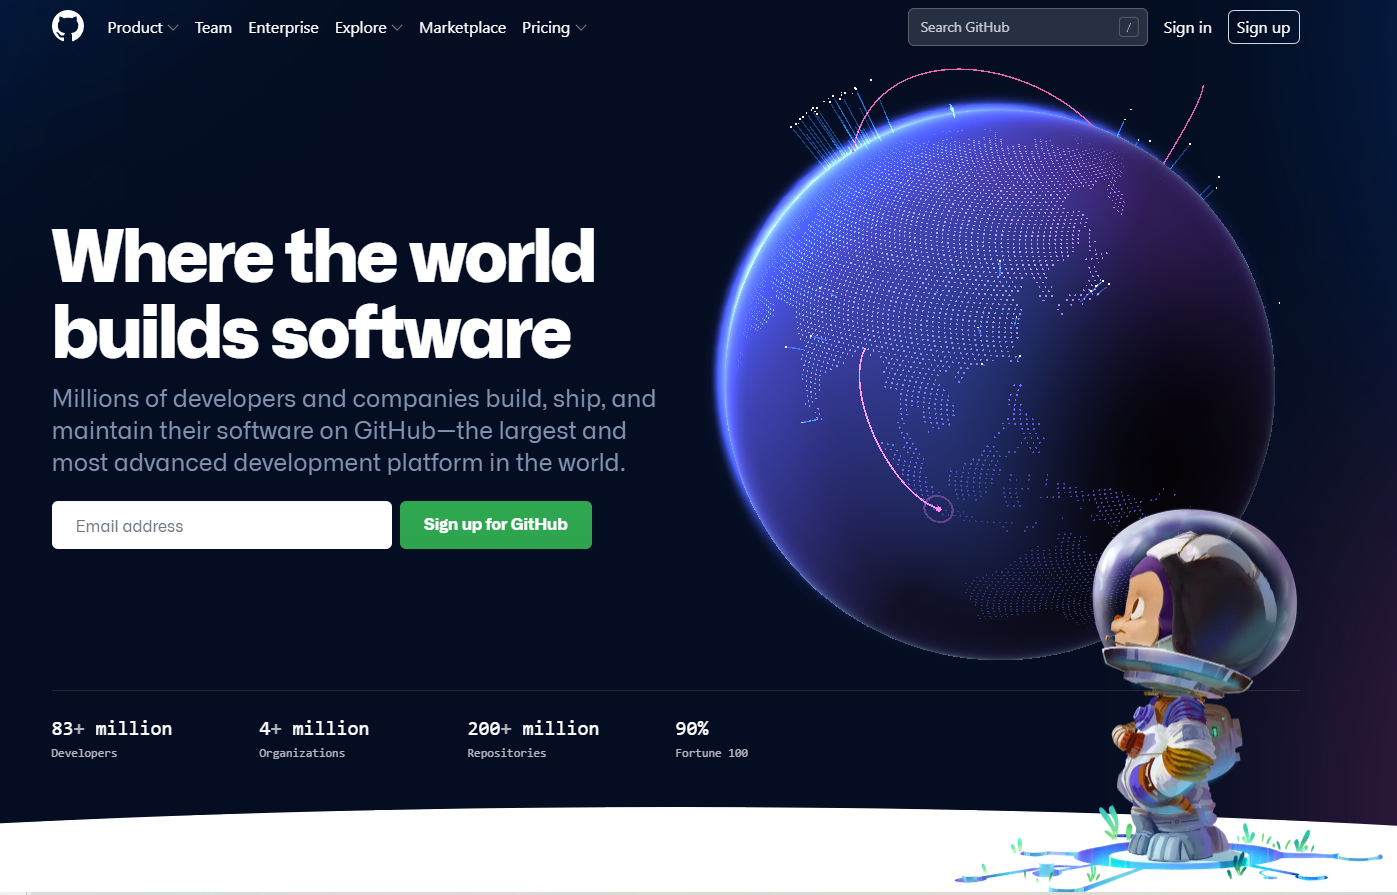 Product Team Enterprise Explore Marketplace Pricing Search GitHub / Sign in Sign up
Where the world
builds software
Millions of developers and companies build, ship, and
maintain their software on GitHub—the largest and
most advanced development platform in the world.
Email address Sign up for GitHub
83+ million 4+ million 200+ million 90%
Developers Organizations Repositories Fortune 100